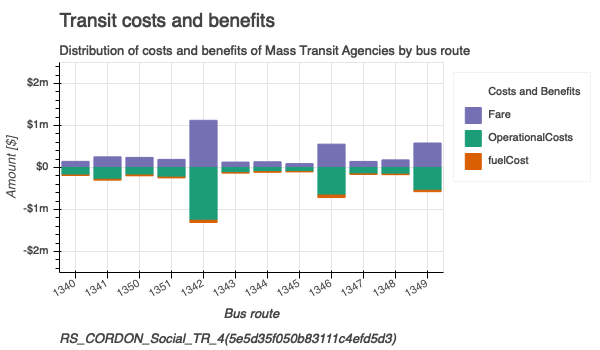 Transit costs and benefits
Distribution of costs and benefits of Mass Transit Agencies by bus route
$2m
$1m
$0
-$1m
-$2m
Amount [$]
1340
1341
1350
1351
1342
1343
1344
1345
1346
1347
1348
1349
Bus route
Costs and Benefits
Fare
OperationalCosts
fuelCost
RS_CORDON_Social_TR_4(5e5d35f050b83111c4efd5d3)